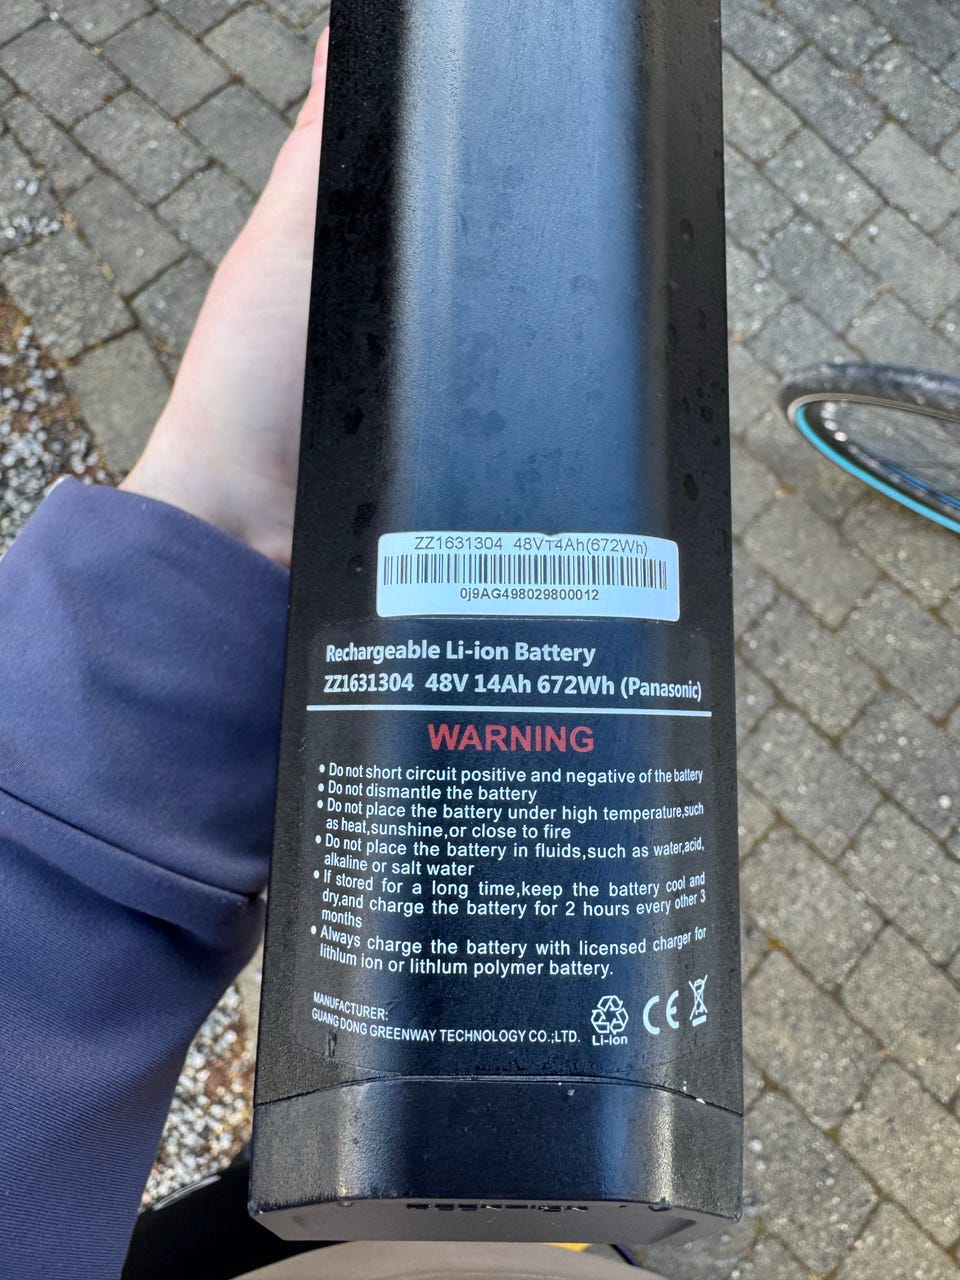 ZZ1631304 48V14Ah(672Wh)
0j9AG498029800012
Rechargeable Li-ion Battery
ZZ1631304 48V 14Ah 672Wh (Panasonic)
WARNING
• Do not short circuit positive and negative of the battery
• Do not dismantle the battery
• Do not place the battery under high temperature,such
as heat,sunshine,or close to fire
• Do not place the battery in fluids,such as water,acid,
alkaline or salt water
• If stored for a long time,keep the battery cool and
dry,and charge the battery for 2 hours every other 3
months
• Always charge the battery with licensed charger for
lithlum ion or lithlum polymer battery.
MANUFACTURER:
GUANG DONG GREENWAY TECHNOLOGY CO.;LTD.
Li-ion
CE